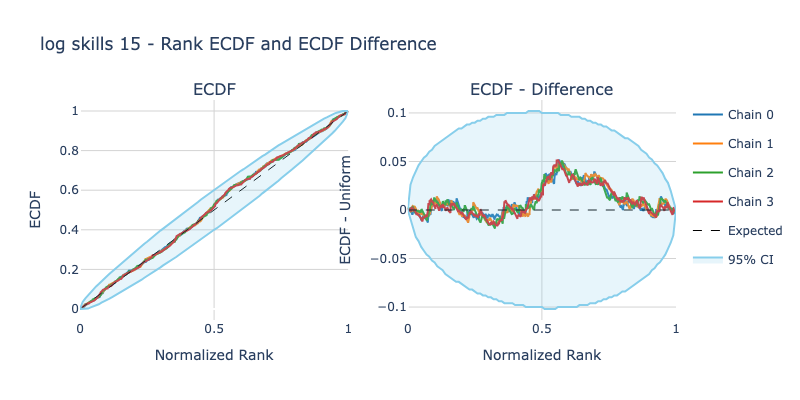 log skills 15 - Rank ECDF and ECDF Difference
ECDF
ECDF - Difference
ECDF
1
0.8
0.6
0.4
0.2
0
0
0.5
1
Normalized Rank
ECDF - Uniform
0.1
0.05
0
−0.05
−0.1
0
0.5
1
Normalized Rank
Chain 0
Chain 1
Chain 2
Chain 3
Expected
95% CI